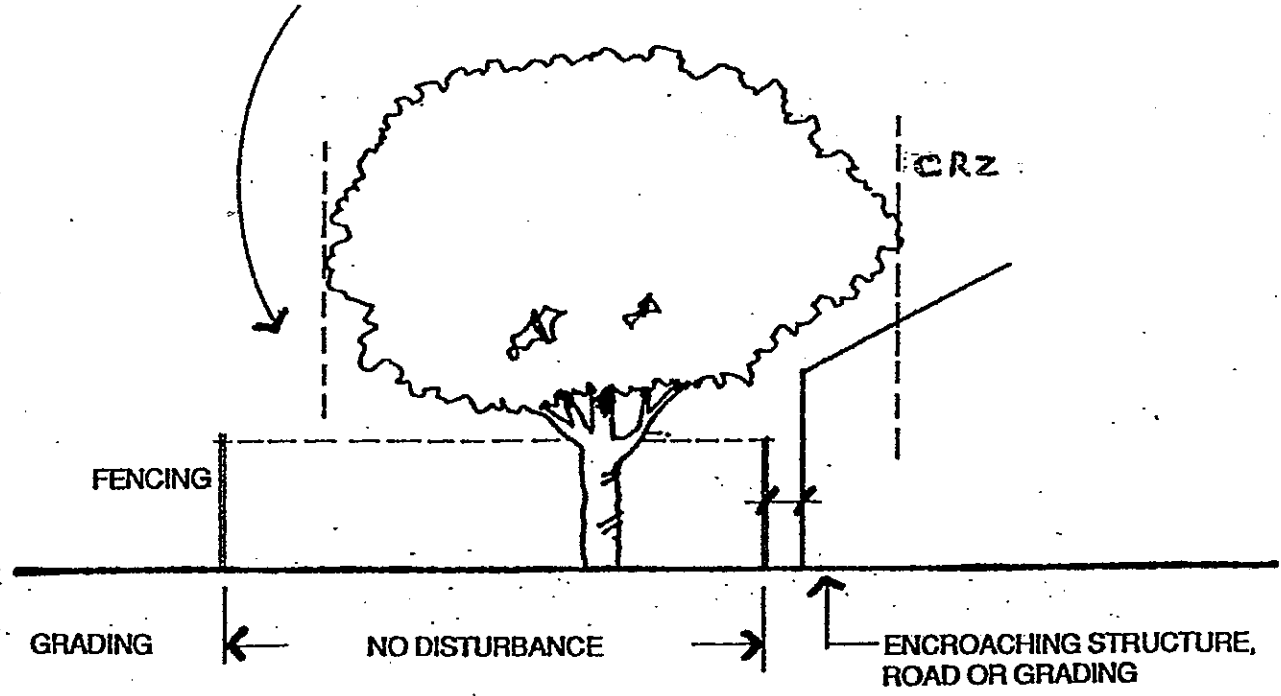 CRZ
FENCING
GRADING
NO DISTURBANCE
ENCROACHING STRUCTURE,
ROAD OR GRADING